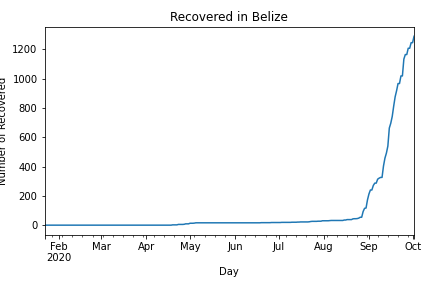 Recovered in Belize
Number of Recovered
1200
1000
800
600
400
200
0
Feb Mar Apr May Jun Jul Aug Sep Oct
2020
Day